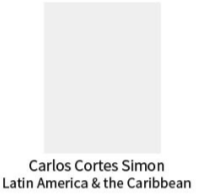 Carlos Cortes Simon
Latin America & the Caribbean